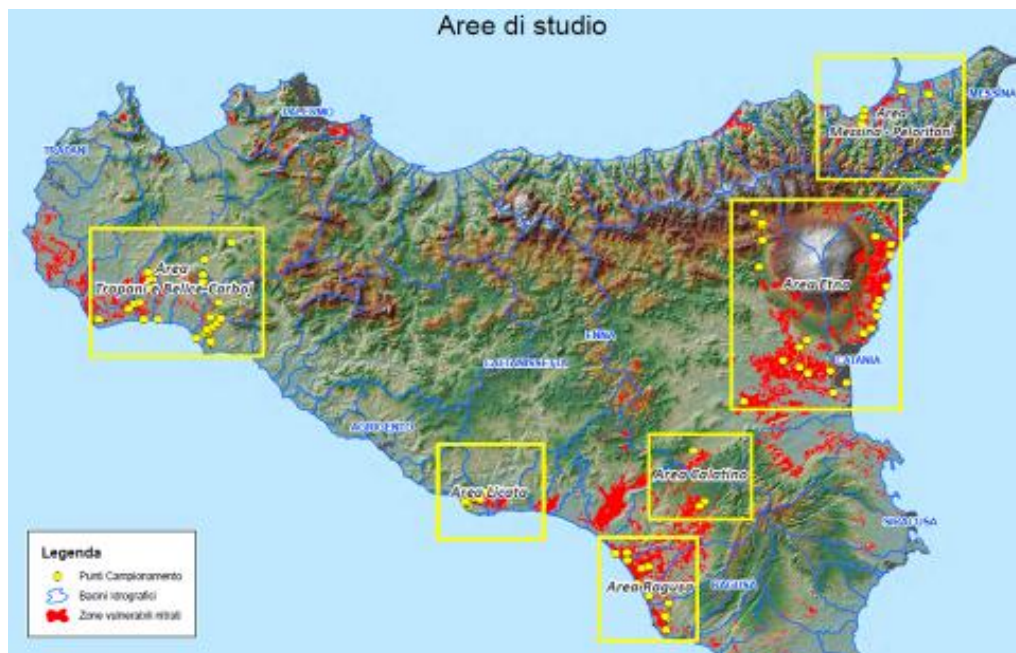 Aree di studio
MESSINA
Area
Messina - Peloritani
PALERMO
TRAPANI
Area
Trapani e Belice-Carboj
Area Etna
ENNA
CATANIA
CALTANISSETTA
AGRIGENTO
Area Calatino
Area Licata
SIRACUSA
Area Ragusa
RAGUSA
Legenda
Punti Campionamento
Bacini Idrografici
Zone vulnerabili nitrati